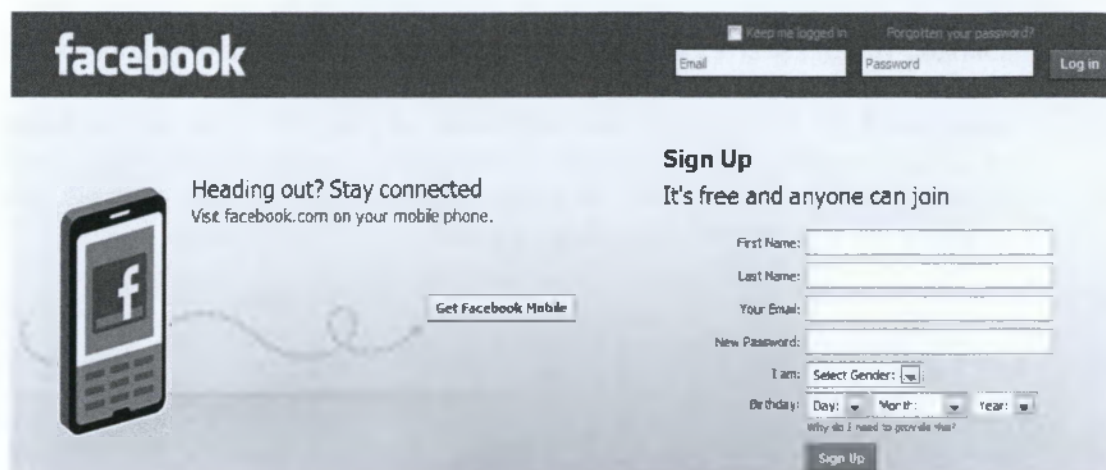 facebook
Keep me logged in
Forgotten your password?
Email
Password
Log in
Heading out? Stay connected
Visit facebook.com on your mobile phone.
f
Get Facebook Mobile
Sign Up
It's free and anyone can join
First Name:
Last Name:
Your Email:
New Password:
I am: Select Gender:
Birthday: Day: Month: Year:
Why do I need to provide this?
Sign Up